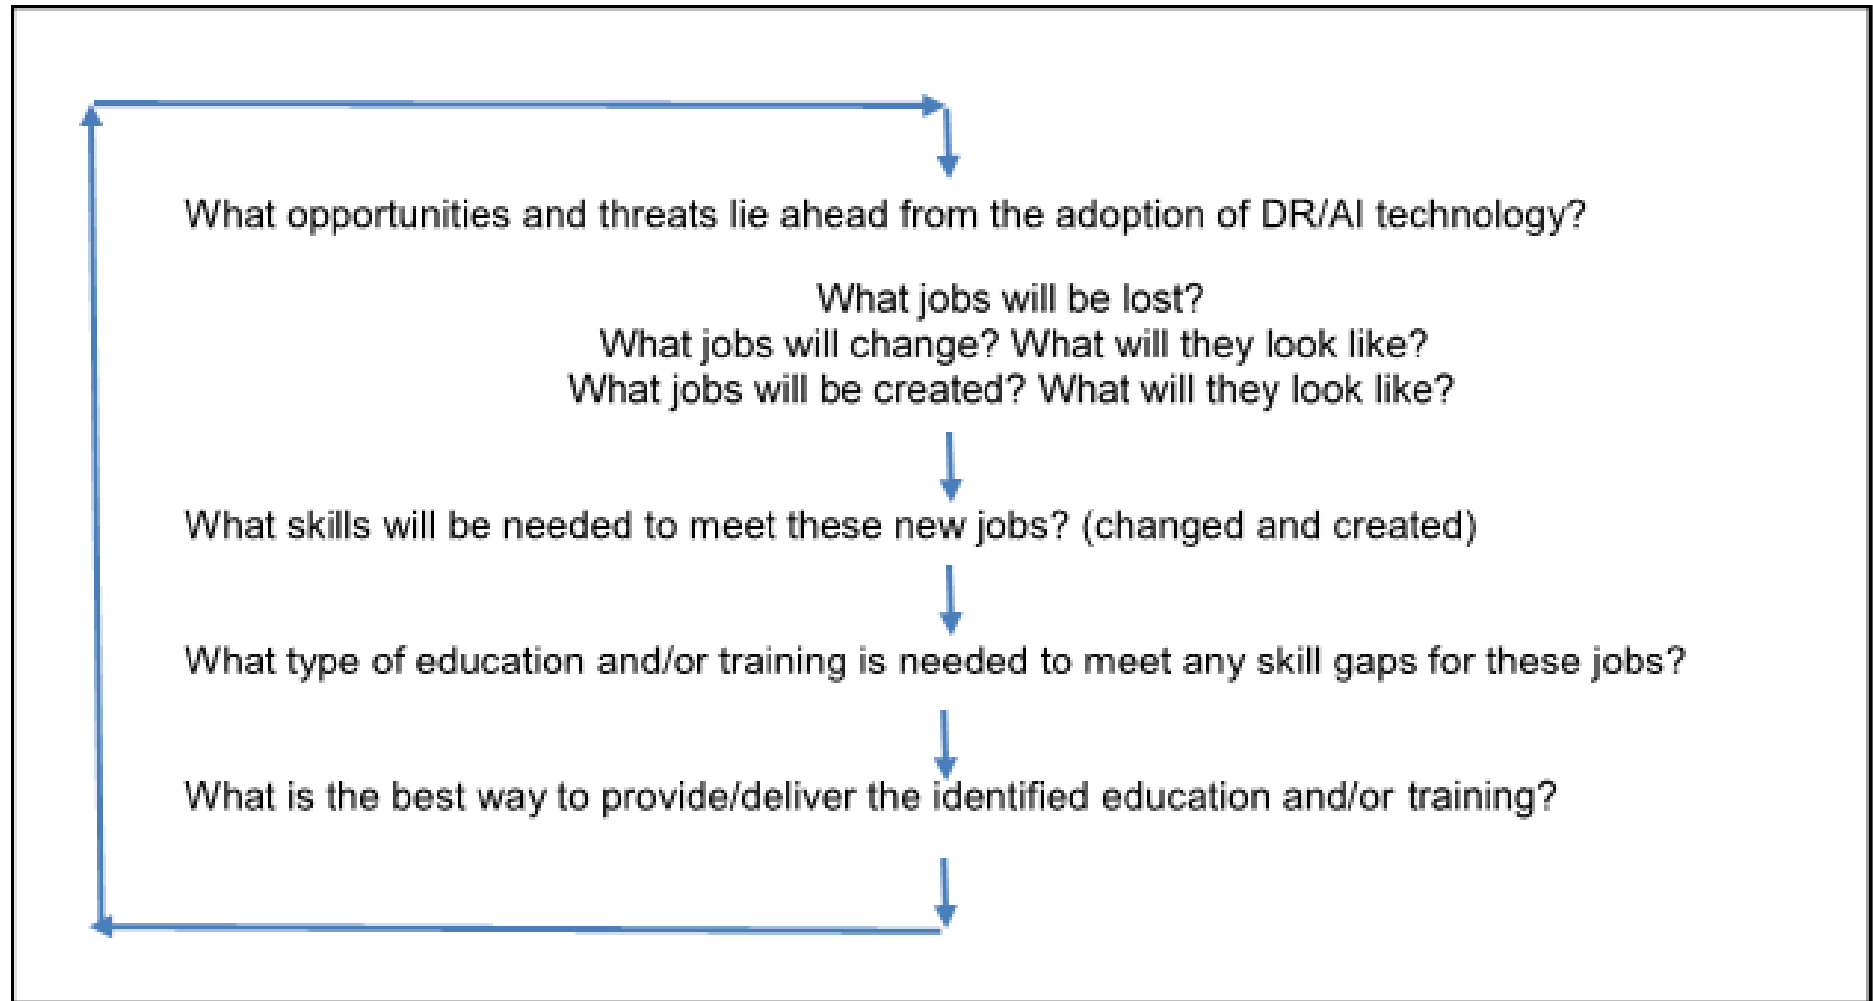 What opportunities and threats lie ahead from the adoption of DR/AI technology?
What jobs will be lost?
What jobs will change? What will they look like?
What jobs will be created? What will they look like?
What skills will be needed to meet these new jobs? (changed and created)
What type of education and/or training is needed to meet any skill gaps for these jobs?
What is the best way to provide/deliver the identified education and/or training?